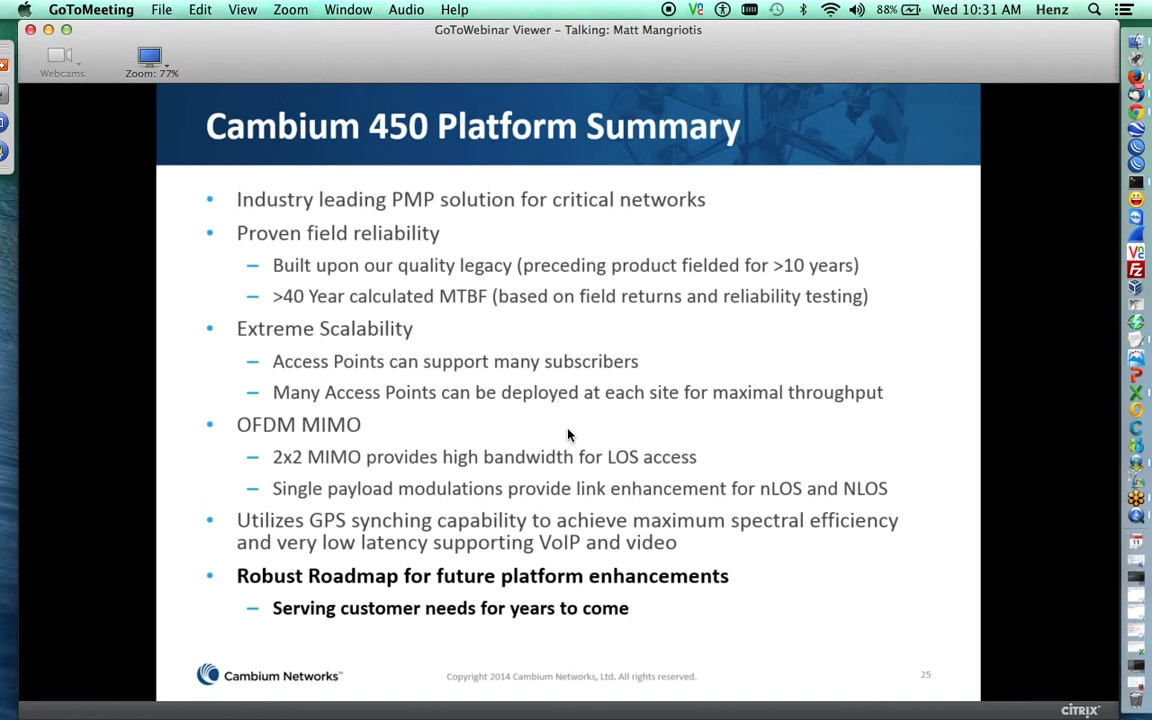 GoToMeeting File Edit View Zoom Window Audio Help 88% Wed 10:31 AM Henz
GoToWebinar Viewer – Talking: Matt Mangriotis
Webcams
Zoom: 77%
Cambium 450 Platform Summary
• Industry leading PMP solution for critical networks
• Proven field reliability
– Built upon our quality legacy (preceding product fielded for >10 years)
– >40 Year calculated MTBF (based on field returns and reliability testing)
• Extreme Scalability
– Access Points can support many subscribers
– Many Access Points can be deployed at each site for maximal throughput
• OFDM MIMO
– 2x2 MIMO provides high bandwidth for LOS access
– Single payload modulations provide link enhancement for nLOS and NLOS
• Utilizes GPS synching capability to achieve maximum spectral efficiency
and very low latency supporting VoIP and video
• Robust Roadmap for future platform enhancements
– Serving customer needs for years to come
Cambium Networks™
Copyright 2014 Cambium Networks, Ltd. All rights reserved.
25
CITRIX